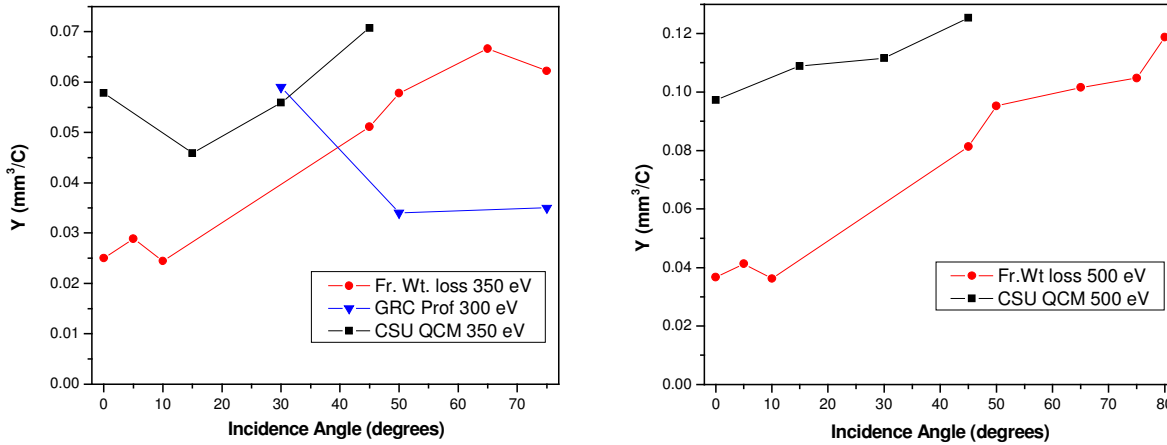 0.07
0.06
0.05
0.04
0.03
0.02
0.01
0.00
Y (mm³/C)
0 10 20 30 40 50 60 70
Incidence Angle (degrees)
Fr. Wt. loss 350 eV
GRC Prof 300 eV
CSU QCM 350 eV
0.12
0.10
0.08
0.06
0.04
0.02
0.00
Y (mm³/C)
0 10 20 30 40 50 60 70 80
Incidence Angle (degrees)
Fr.Wt loss 500 eV
CSU QCM 500 eV